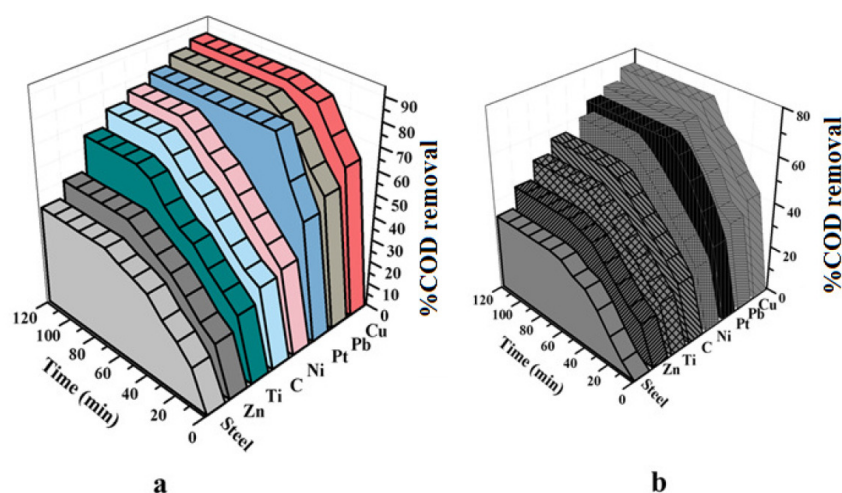 90
80
70
60
50
40
30
20
10
0
%COD removal
120
100
80
60
40
20
0
Time (min)
Steel
Zn
Ti
C
Ni
Pt
Pb
Cu
a
80
60
40
20
0
%COD removal
120
100
80
60
40
20
0
Time (min)
Steel
Zn
Ti
C
Ni
Pt
Pb
Cu
b